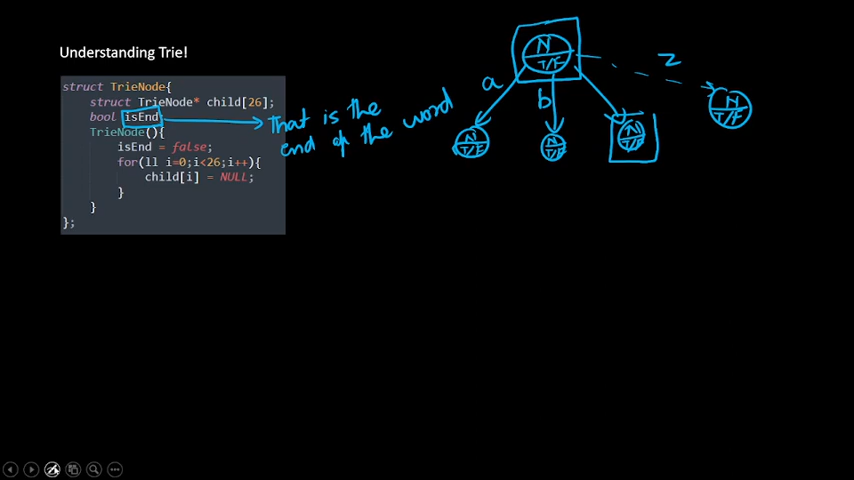 Understanding Trie!
struct TrieNode{
struct TrieNode* child[26];
bool isEnd;
TrieNode(){
isEnd = false;
for(ll i=0;i<26;i++){
child[i] = NULL;
}
}
};
That is the
end of the word
N
T/F
a
b
z
N
T/F
N
T/F
N
T/F
N
T/F